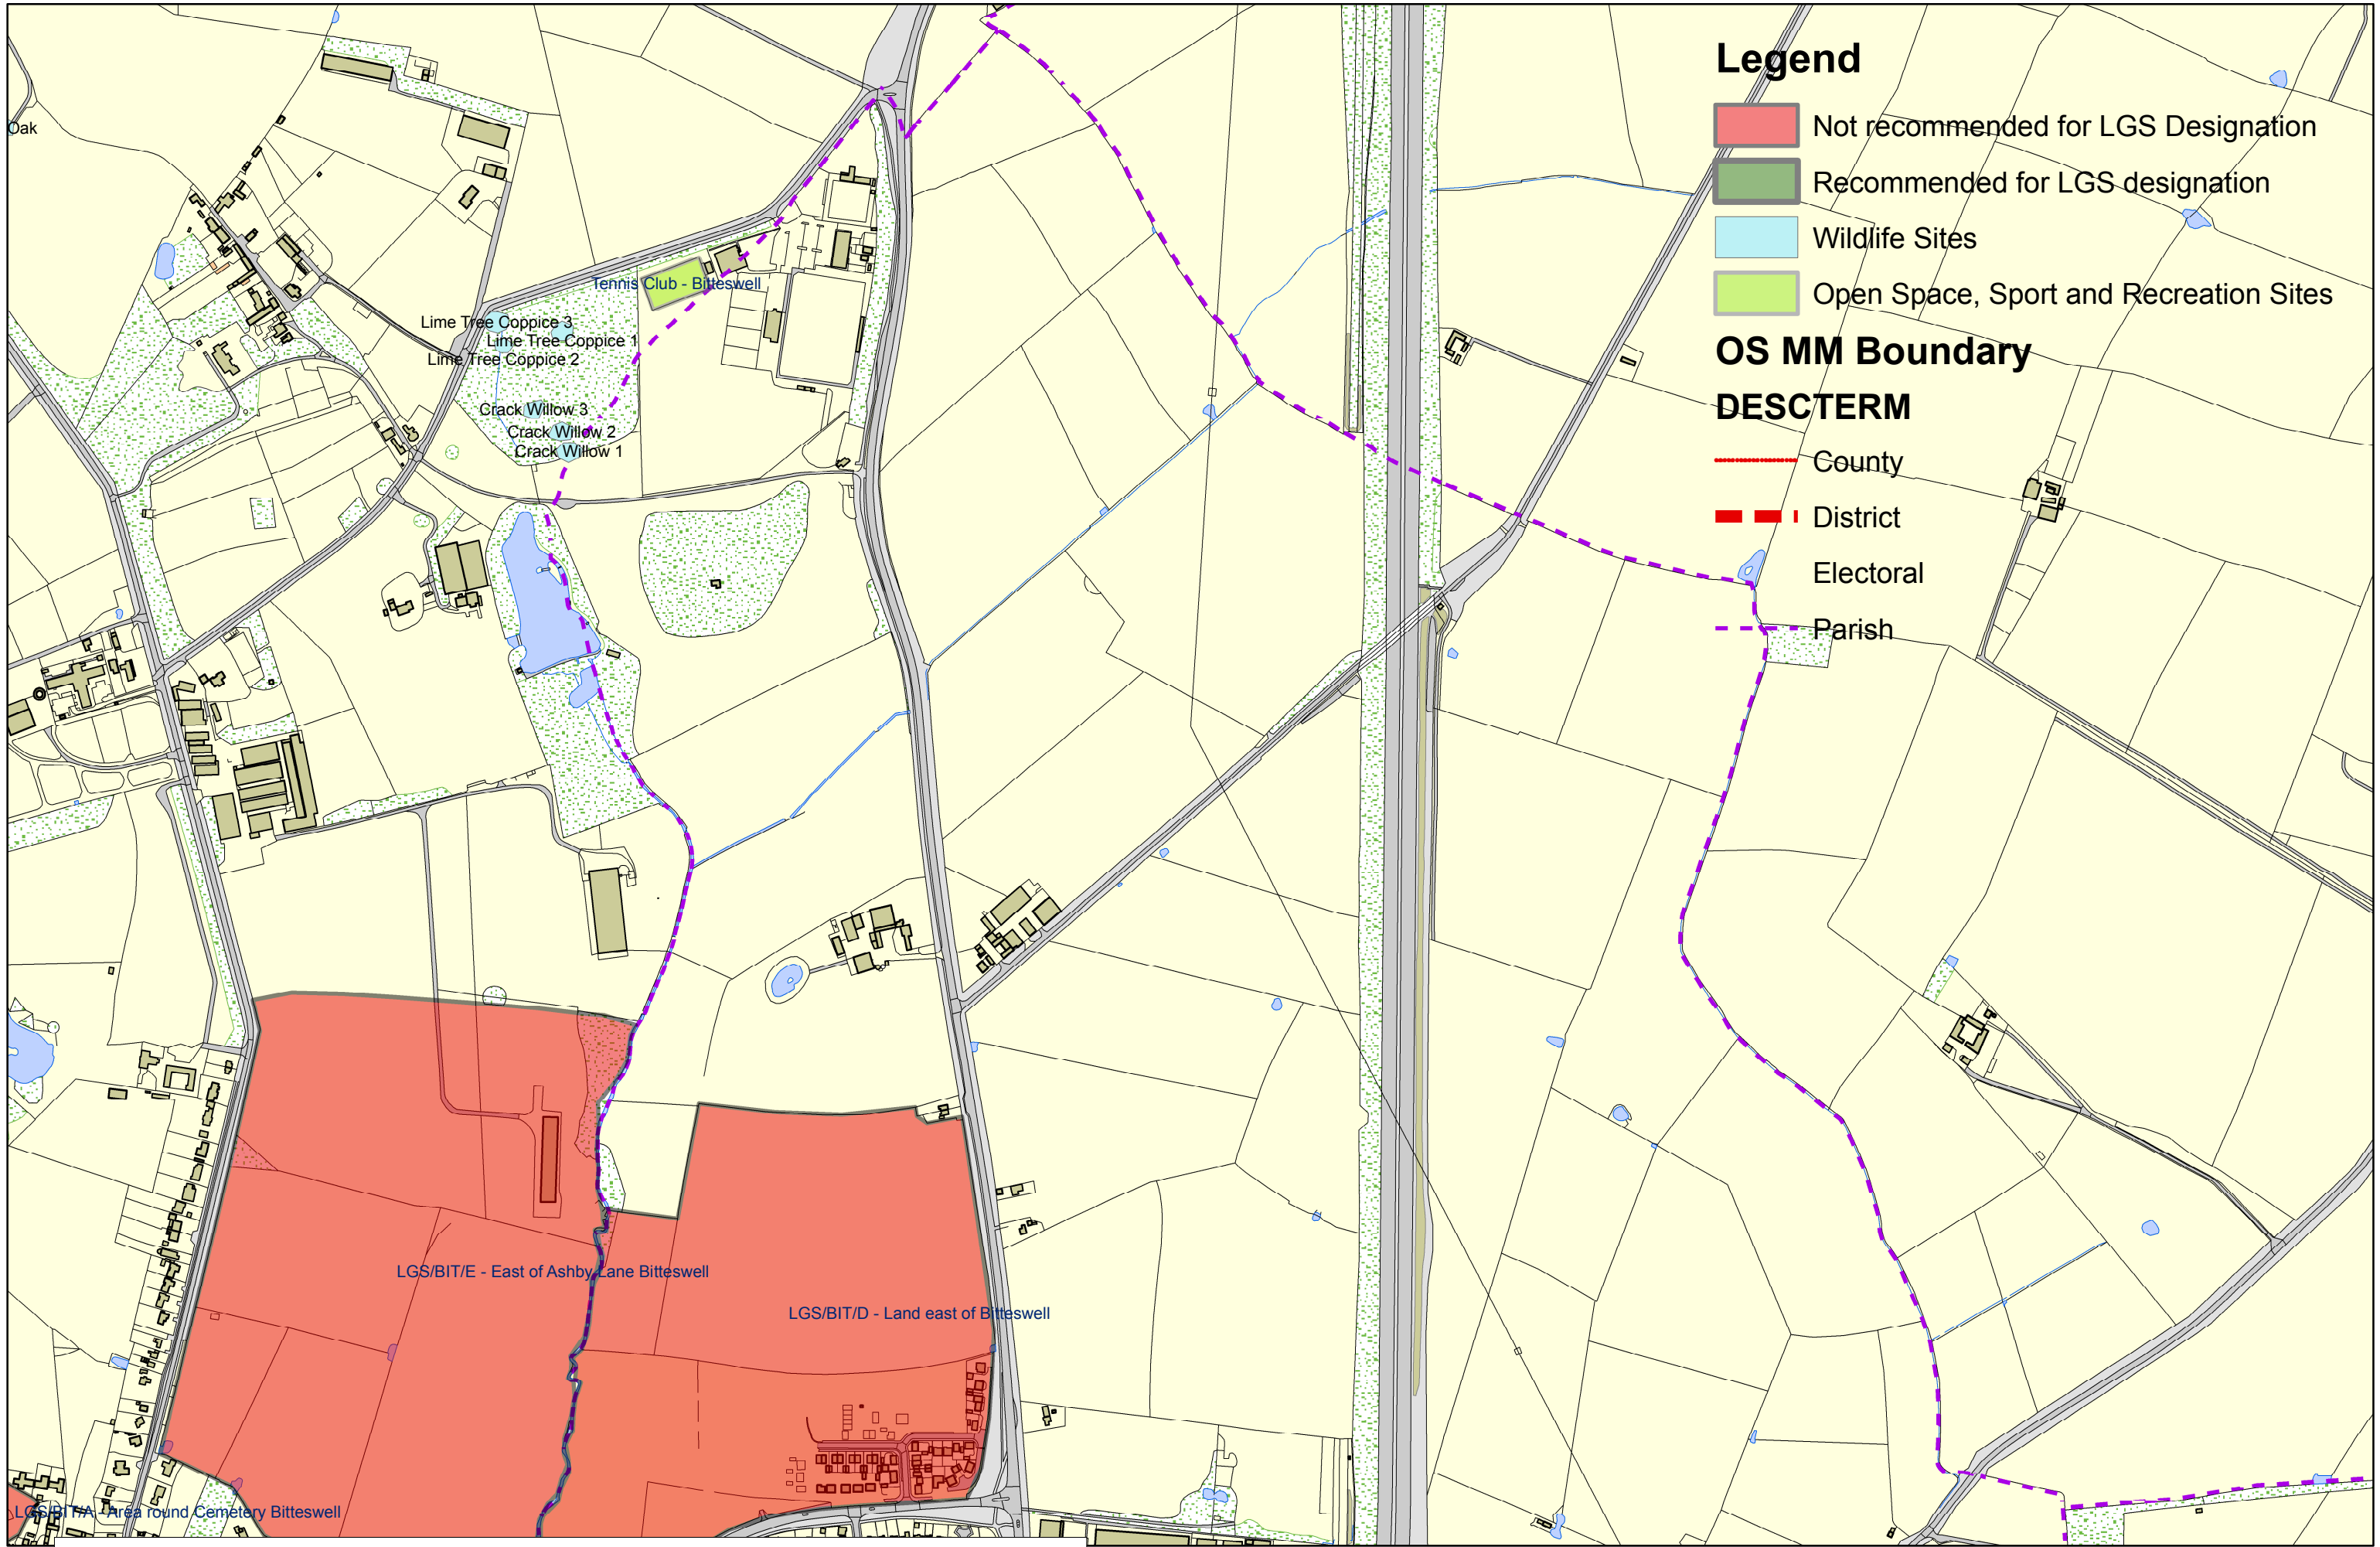 Legend
Not recommended for LGS Designation
Recommended for LGS designation
Wildlife Sites
Open Space, Sport and Recreation Sites
OS MM Boundary
DESCTERM
County
District
Electoral
Parish
Oak
Tennis Club - Bitteswell
Lime Tree Coppice 3
Lime Tree Coppice 1
Lime Tree Coppice 2
Crack Willow 3
Crack Willow 2
Crack Willow 1
LGS/BIT/E - East of Ashby Lane Bitteswell
LGS/BIT/D - Land east of Bitteswell
LGS/BIT/A - Area round Cemetery Bitteswell